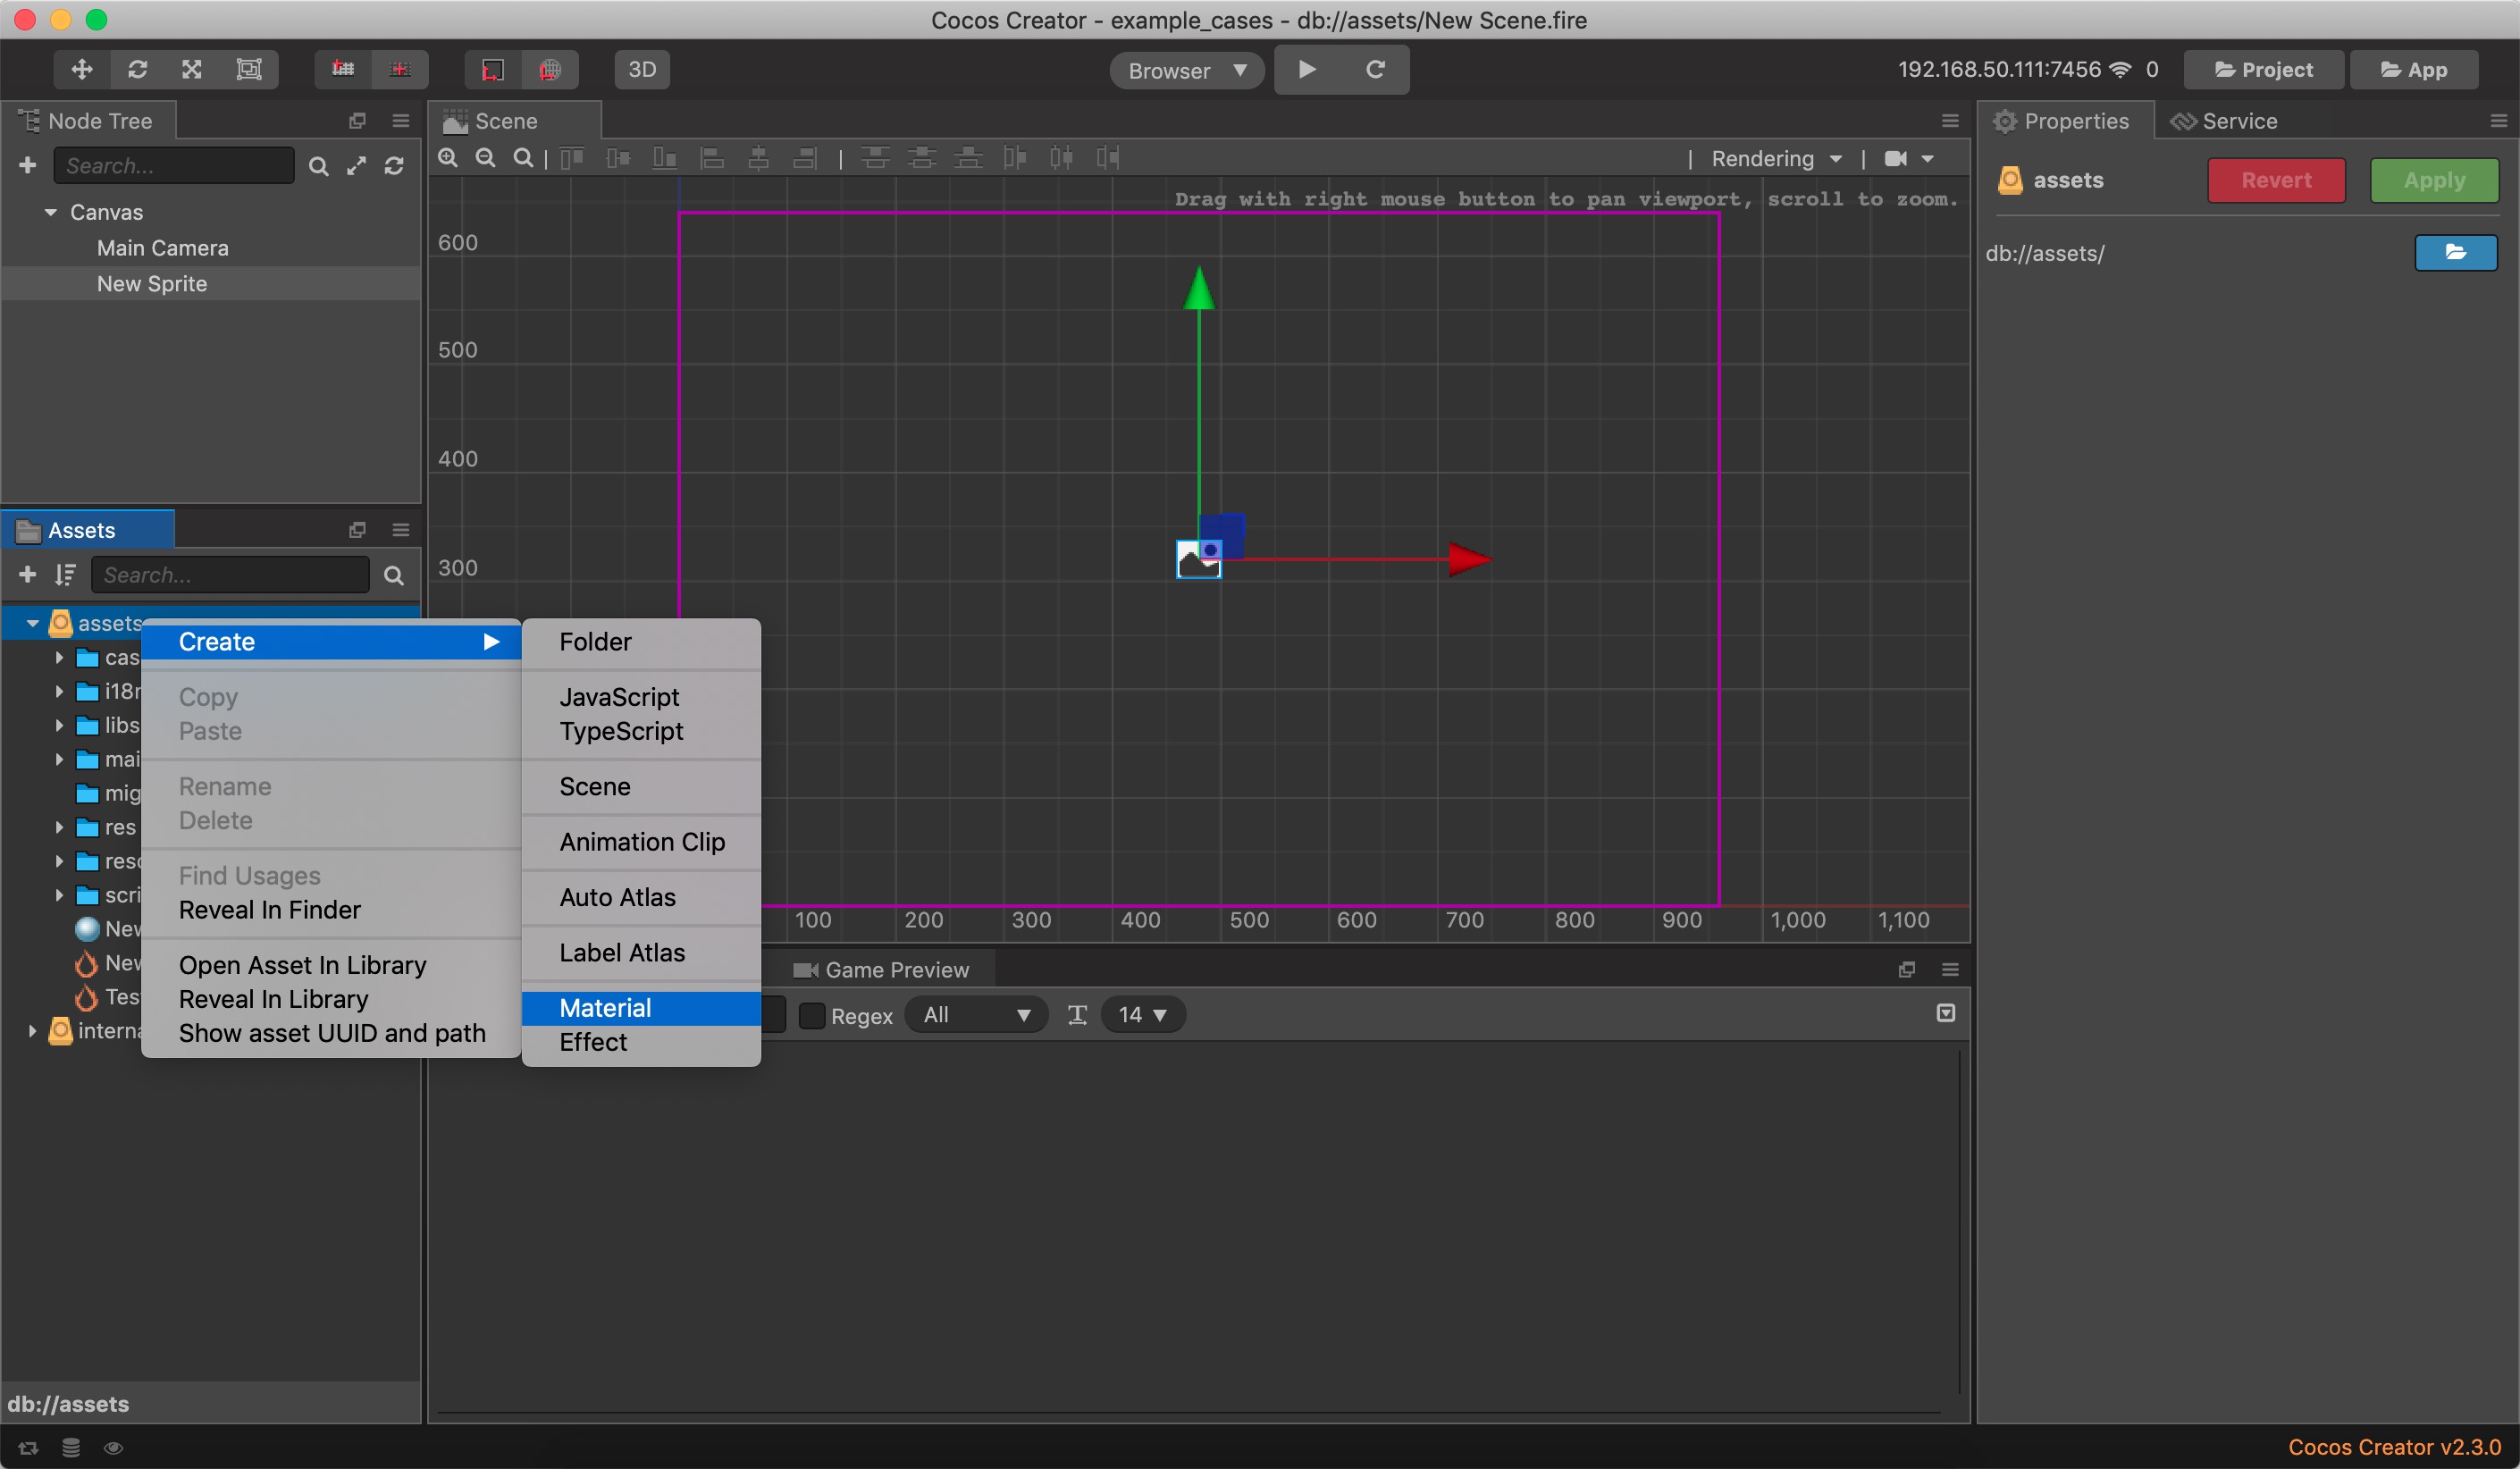 Cocos Creator - example_cases - db://assets/New Scene.fire
3D
Browser
192.168.50.111:7456
0
Project
App
Node Tree
Search...
Canvas
Main Camera
New Sprite
Scene
Rendering
Drag with right mouse button to pan viewport, scroll to zoom.
600
500
400
300
100 200 300 400 500 600 700 800 900 1,000 1,100
Properties
Service
assets
Revert
Apply
db://assets/
Assets
Search...
assets
cas
i18n
libs
mai
mig
res
reso
scri
New
New
Tes
interna
Create
Copy
Paste
Rename
Delete
Find Usages
Reveal In Finder
Open Asset In Library
Reveal In Library
Show asset UUID and path
Folder
JavaScript
TypeScript
Scene
Animation Clip
Auto Atlas
Label Atlas
Material
Effect
Game Preview
Regex
All
14
db://assets
Cocos Creator v2.3.0